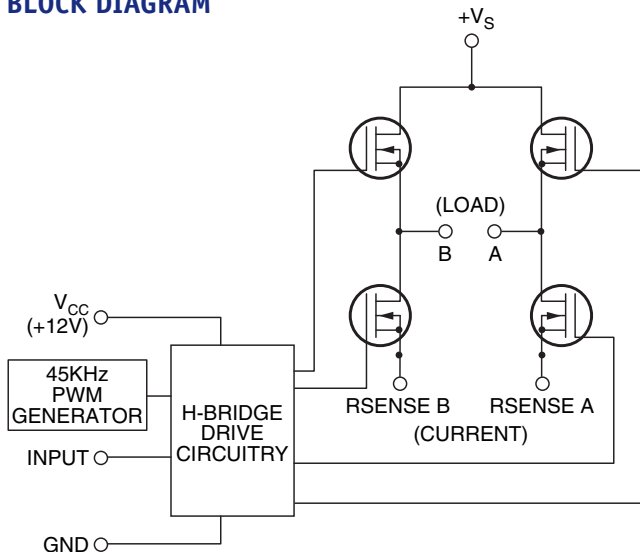 BLOCK DIAGRAM
+VS
(LOAD)
B A
VCC
(+12V)
45KHz
PWM
GENERATOR
H-BRIDGE
DRIVE
CIRCUITRY
RSENSE B RSENSE A
(CURRENT)
INPUT
GND